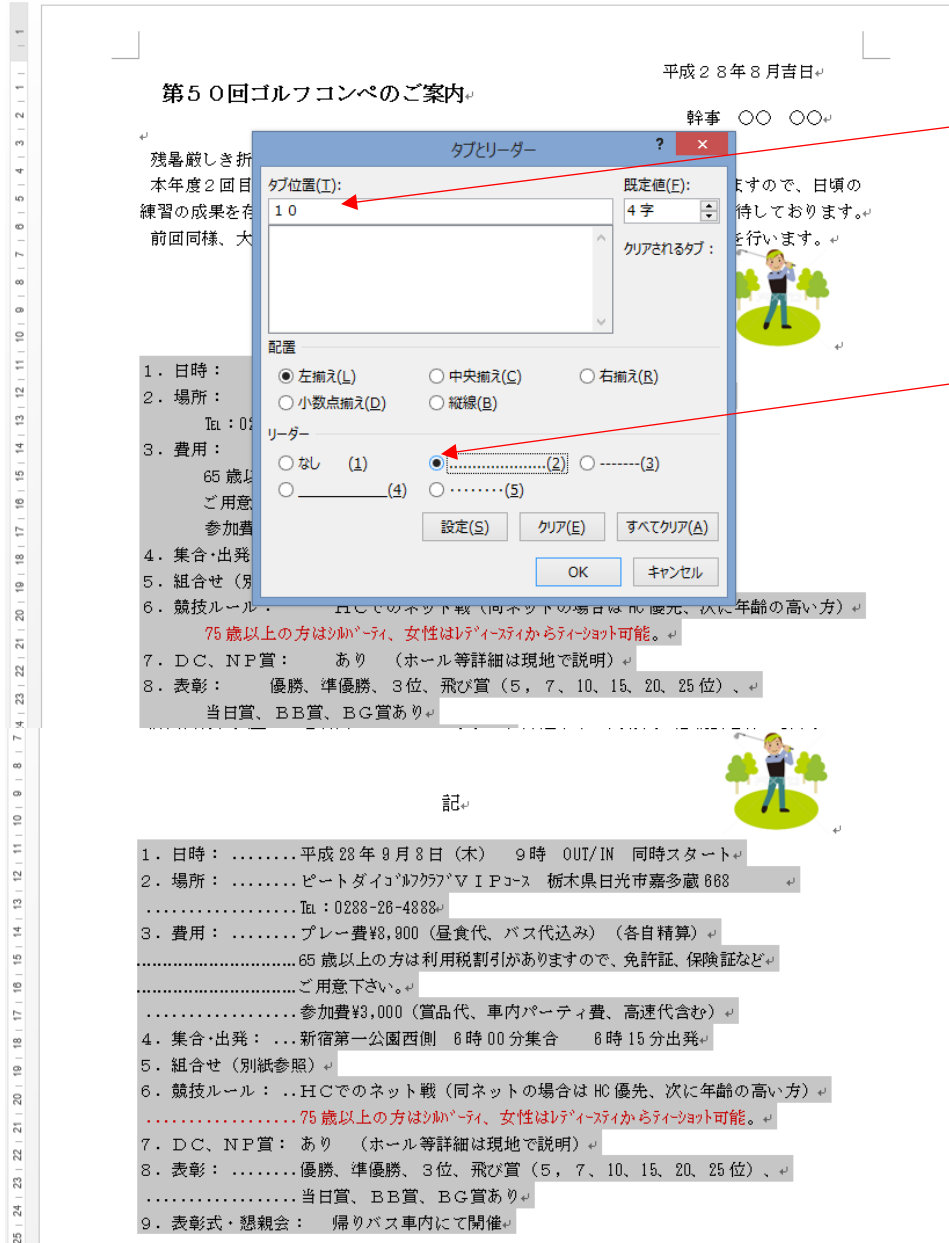 平成２８年８月吉日
第５０回ゴルフコンペのご案内
幹事　〇〇　〇〇
残暑厳しき折
本年度２回目
ますので、日頃の
練習の成果を存
待しております。
前回同様、大
を行います。
タブとリーダー
? ×
タブ位置(T):
既定値(F):
１０
4 字
クリアされるタブ：
配置
左揃え(L)
中央揃え(C)
右揃え(R)
小数点揃え(D)
縦線(B)
リーダー
なし (1)
.....................(2)
-------(3)
____________(4)
········(5)
設定(S)
クリア(E)
すべてクリア(A)
OK
キャンセル
１．日時：
２．場所：
℡：02
３．費用：
65 歳以
ご用意
参加費
４．集合・出発
５．組合せ（別
６．競技ルール：　　ＨＣでのネット戦（同ネットの場合は HC 優先、次に年齢の高い方）
75 歳以上の方はｼﾙﾊﾞｰﾃｨ、女性はﾚﾃﾞｨｰｽﾃｨからﾃｨｰｼｮｯﾄ可能。
７．ＤＣ、ＮＰ賞：　　あり　（ホール等詳細は現地で説明）
８．表彰：　　優勝、準優勝、３位、飛び賞（５，７、10、15、20、25 位）、
当日賞、ＢＢ賞、ＢＧ賞あり
記
１．日時：........平成 28 年 9 月 8 日（木）　９時　OUT/IN　同時スタート
２．場所：........ピートダイｺﾞﾙﾌｸﾗﾌﾞＶＩＰｺｰｽ　栃木県日光市嘉多蔵 668
..................℡：0288-26-4888
３．費用：........プレー費¥8,900（昼食代、バス代込み）（各自精算）
..............................65 歳以上の方は利用税割引がありますので、免許証、保険証など
..............................ご用意下さい。
..................参加費¥3,000（賞品代、車内パーティ費、高速代含む）
４．集合・出発：...新宿第一公園西側　6 時 00 分集合　　6 時 15 分出発
５．組合せ（別紙参照）
６．競技ルール：..ＨＣでのネット戦（同ネットの場合は HC 優先、次に年齢の高い方）
..................75 歳以上の方はｼﾙﾊﾞｰﾃｨ、女性はﾚﾃﾞｨｰｽﾃｨからﾃｨｰｼｮｯﾄ可能。
７．ＤＣ、ＮＰ賞：　あり　（ホール等詳細は現地で説明）
８．表彰：........優勝、準優勝、３位、飛び賞（５，７、10、15、20、25 位）、
..................当日賞、ＢＢ賞、ＢＧ賞あり
９．表彰式・懇親会：　帰りバス車内にて開催